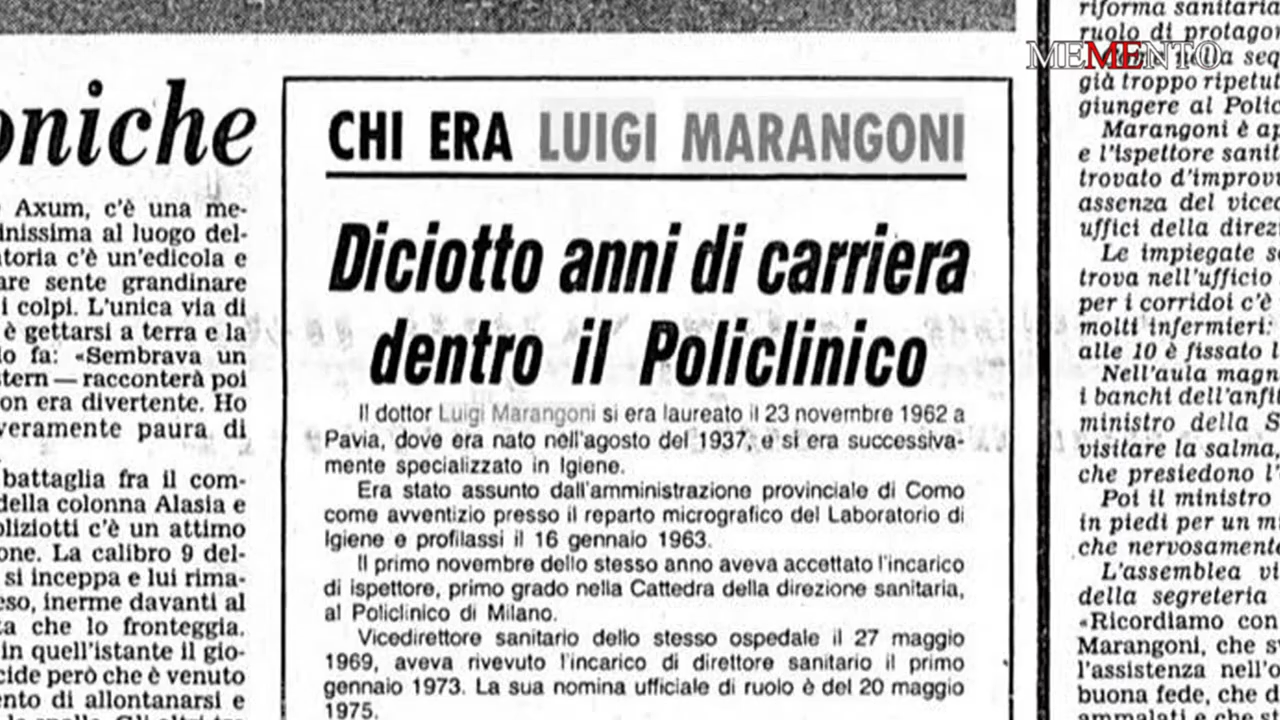 oniche
Axum, c'è una me-
inissima al luogo del-
toria c'è un'edicola e
are sente grandinare
i colpi. L'unica via di
è gettarsi a terra e la
lo fa: «Sembrava un
stern — racconterà poi
on era divertente. Ho
veramente paura di
battaglia fra il com-
della colonna Alasia e
oliziotti c'è un attimo
one. La calibro 9 del-
si inceppa e lui rima-
eso, inerme davanti al
ta che lo fronteggia.
in quell'istante il gio-
cide però che è venuto
ento di allontanarsi e
CHI ERA LUIGI MARANGONI
Diciotto anni di carriera
dentro il Policlinico
Il dottor Luigi Marangoni si era laureato il 23 novembre 1962 a
Pavia, dove era nato nell'agosto del 1937, e si era successiva-
mente specializzato in Igiene.
Era stato assunto dall'amministrazione provinciale di Como
come avventizio presso il reparto micrografico del Laboratorio di
Igiene e profilassi il 16 gennaio 1963.
Il primo novembre dello stesso anno aveva accettato l'incarico
di ispettore, primo grado nella Cattedra della direzione sanitaria,
al Policlinico di Milano.
Vicedirettore sanitario dello stesso ospedale il 27 maggio
1969, aveva rivevuto l'incarico di direttore sanitario il primo
gennaio 1973. La sua nomina ufficiale di ruolo è del 20 maggio
1975.
MEMENTO
riforma sanitaria
ruolo di protagon
nella seq
già troppo ripetut
giungere al Polic
Marangoni è ap
e l'ispettore sanit
trovato d'improvv
assenza del viced
uffici della direzi
Le impiegate s
trova nell'ufficio
per i corridoi c'è
molti infermieri:
alle 10 è fissato l
Nell'aula magn
i banchi dell'anfit
ministro della S
visitare la salma,
che presiedono l'
Poi il ministro
in piedi per un m
che nervosamente
L'assemblea vi
della segreteria
«Ricordiamo con
Marangoni, che sv
l'assistenza nell'o
buona fede, che d
ammalati e che st